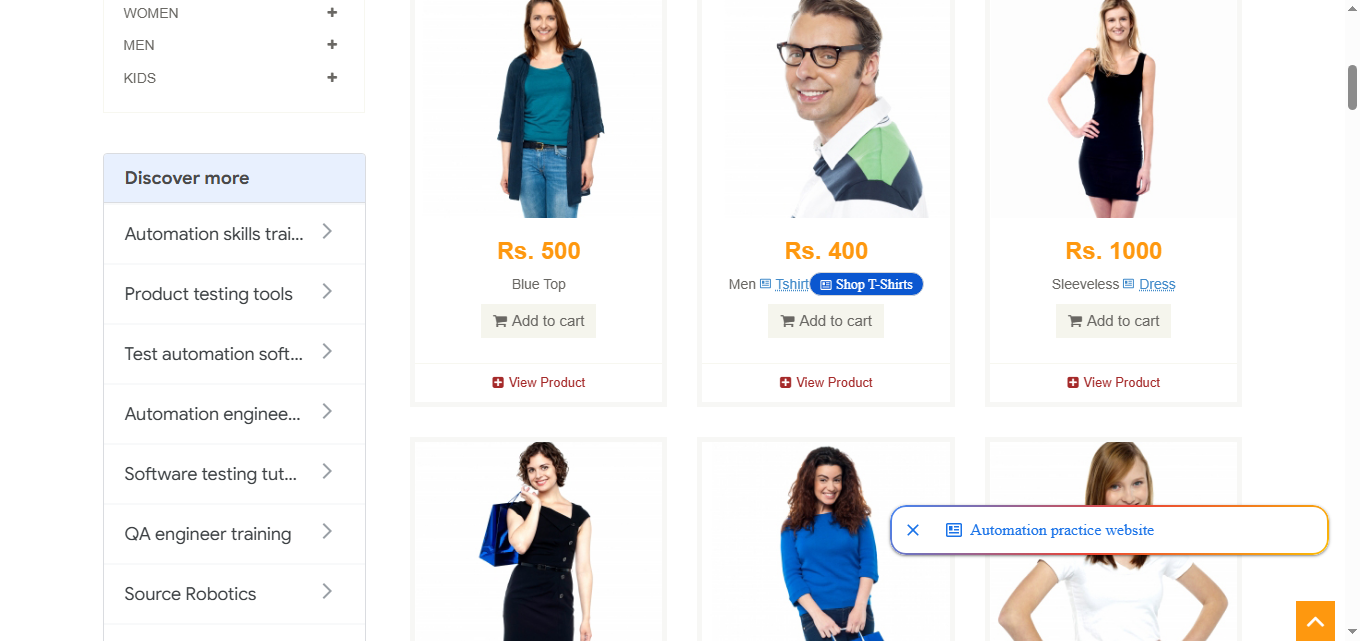 WOMEN
MEN
KIDS
Discover more
Automation skills trai...
Product testing tools
Test automation soft...
Automation enginee...
Software testing tut...
QA engineer training
Source Robotics
Rs. 500
Blue Top
Add to cart
View Product
Rs. 400
Men Tshirt Shop T-Shirts
Add to cart
View Product
Rs. 1000
Sleeveless Dress
Add to cart
View Product
Automation practice website